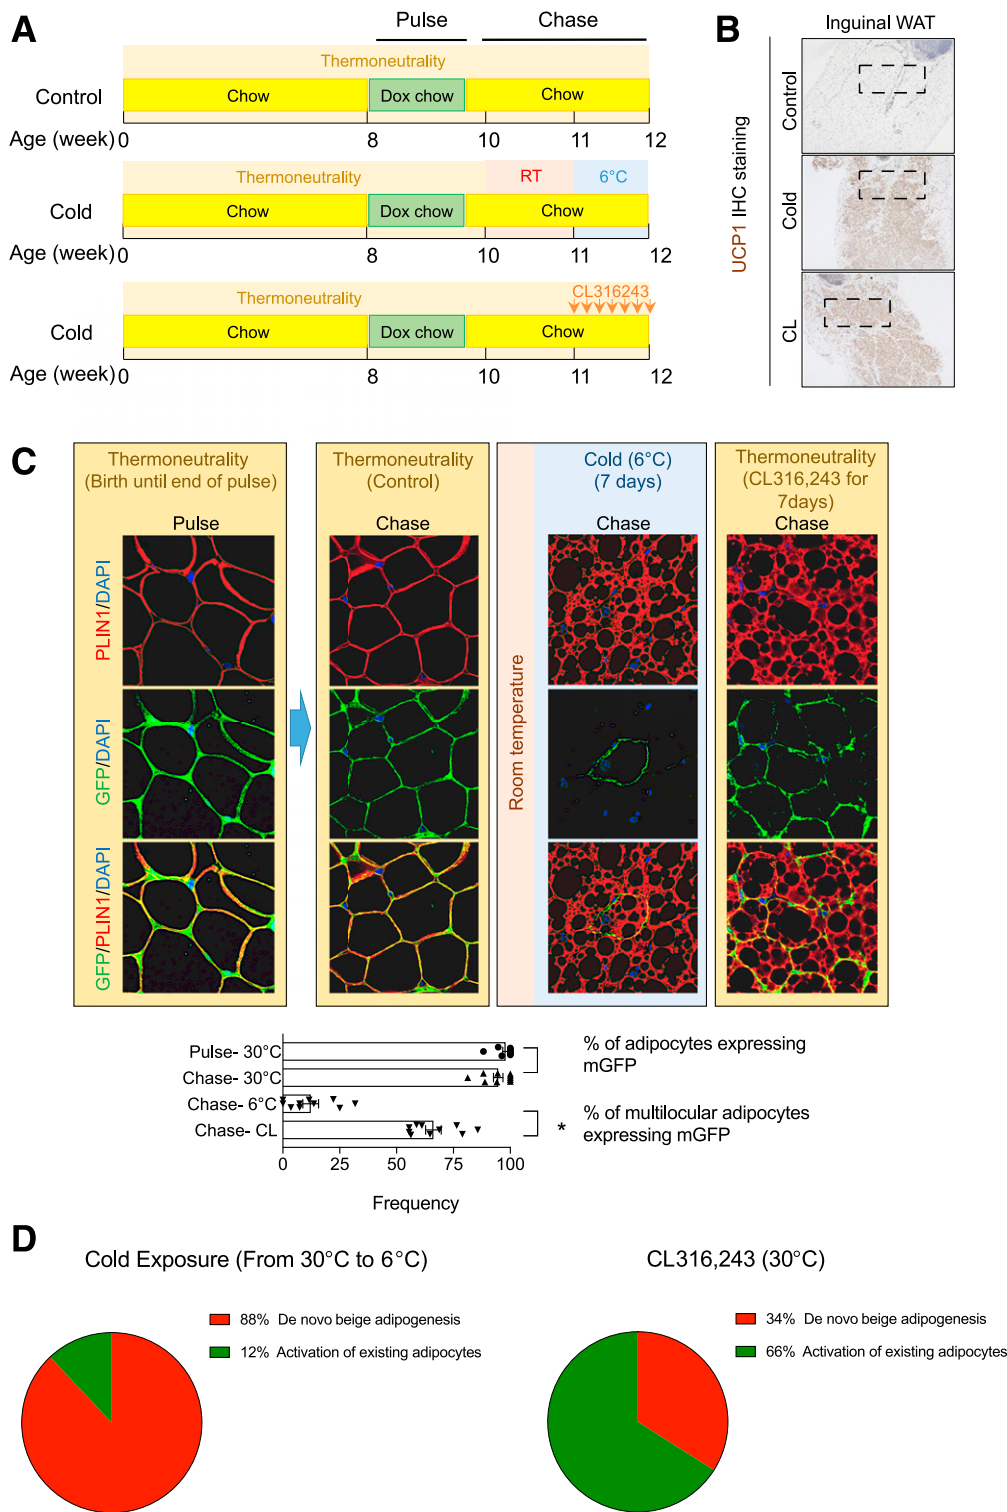 A
Pulse
Chase
Thermoneutrality
Control
Chow
Dox chow
Chow
Age (week)
0
8
10
11
12
Thermoneutrality
RT
6°C
Cold
Chow
Dox chow
Chow
Age (week)
0
8
10
11
12
Thermoneutrality
CL316243
Cold
Chow
Dox chow
Chow
Age (week)
0
8
10
11
12
B
Inguinal WAT
UCP1 IHC staining
Control
Cold
CL
C
Thermoneutrality
(Birth until end of pulse)
Pulse
Thermoneutrality
(Control)
Chase
Cold (6°C)
(7 days)
Chase
Thermoneutrality
(CL316,243 for
7days)
Chase
PLIN1/DAPI
GFP/DAPI
GFP/PLIN1/DAPI
Room temperature
Pulse- 30°C
Chase- 30°C
Chase- 6°C
Chase- CL
0
25
50
75
100
Frequency
% of adipocytes expressing
mGFP
*
% of multilocular adipocytes
expressing mGFP
D
Cold Exposure (From 30°C to 6°C)
88% De novo beige adipogenesis
12% Activation of existing adipocytes
CL316,243 (30°C)
34% De novo beige adipogenesis
66% Activation of existing adipocytes